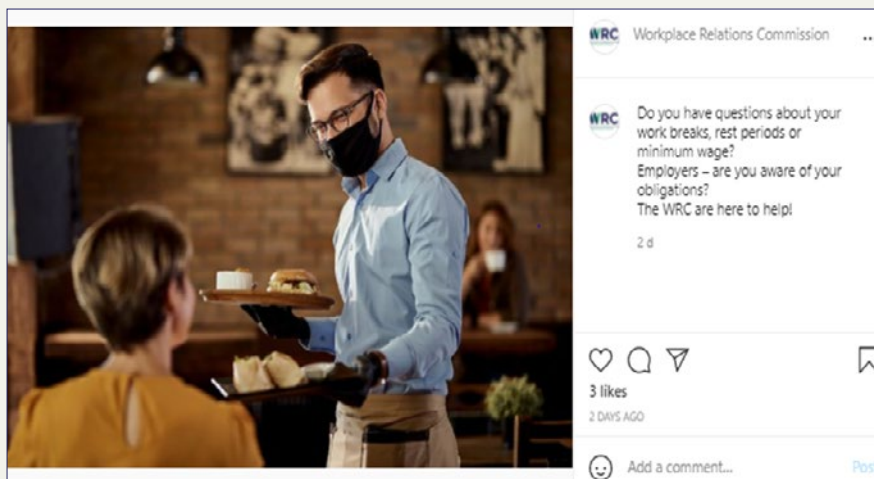 WRC Workplace Relations Commission ...
WRC
Do you have questions about your
work breaks, rest periods or
minimum wage?
Employers – are you aware of your
obligations?
The WRC are here to help!
2 d
3 likes
2 DAYS AGO
Add a comment... Post